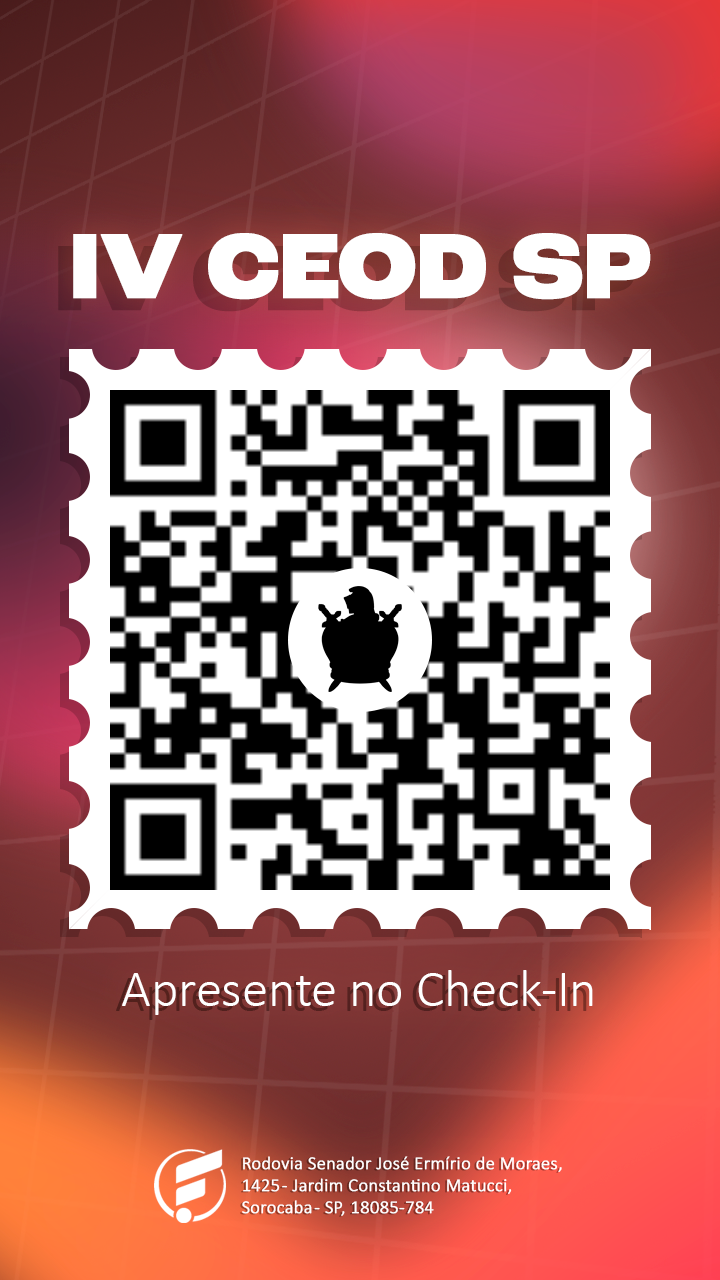 IV CEOD SP
Apresente no Check-In
Rodovia Senador José Ermírio de Moraes,
1425- Jardim Constantino Matucci,
Sorocaba- SP, 18085-784